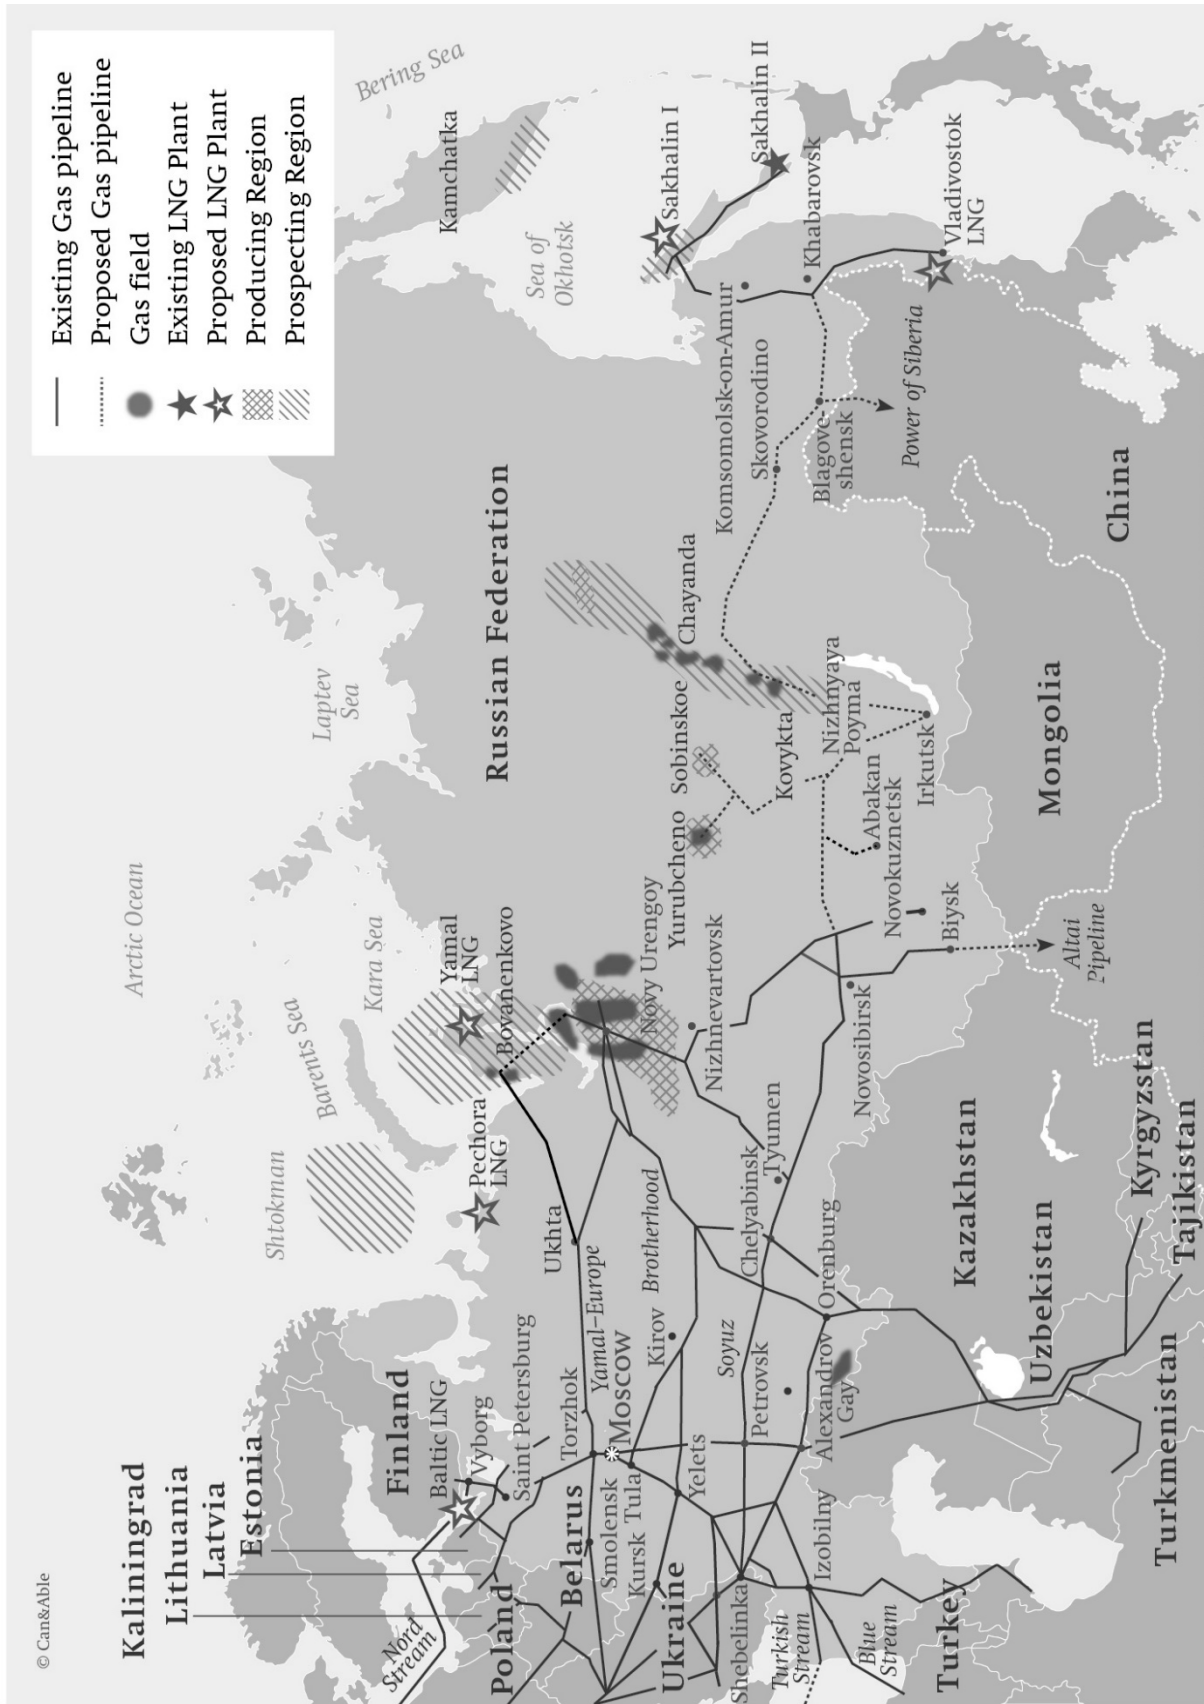 © Can&Able
Existing Gas pipeline
Proposed Gas pipeline
Gas field
Existing LNG Plant
Proposed LNG Plant
Producing Region
Prospecting Region
Arctic Ocean
Barents Sea
Kara Sea
Laptev
Sea
Bering Sea
Kamchatka
Sea of
Okhotsk
Shtokman
Kaliningrad
Lithuania
Latvia
Estonia
Finland
Baltic LNG
Vyborg
Saint Petersburg
Nord
Stream
Pechora
LNG
Yamal
LNG
Bovanenkovo
Ukhta
Russian Federation
Poland
Belarus
Torzhok
Yamal–Europe
Moscow
Smolensk
Kursk
Tula
Kirov
Brotherhood
Novy Urengoy
Yurubcheno
Sobinskoe
Chayanda
Sakhalin I
Sakhalin II
Komsomolsk-on-Amur
Khabarovsk
Skovorodino
Ukraine
Yelets
Nizhnevartovsk
Shebelinka
Soyuz
Petrovsk
Chelyabinsk
Tyumen
Kovykta
Nizhnyaya
Poyma
Blagove-
shensk
Turkish
Stream
Izobilny
Alexandrov
Gay
Orenburg
Novosibirsk
Abakan
Novokuznetsk
Irkutsk
Power of Siberia
Vladivostok
LNG
Blue
Stream
Turkey
Biysk
Kazakhstan
Mongolia
Altai
Pipeline
China
Uzbekistan
Kyrgyzstan
Turkmenistan
Tajikistan